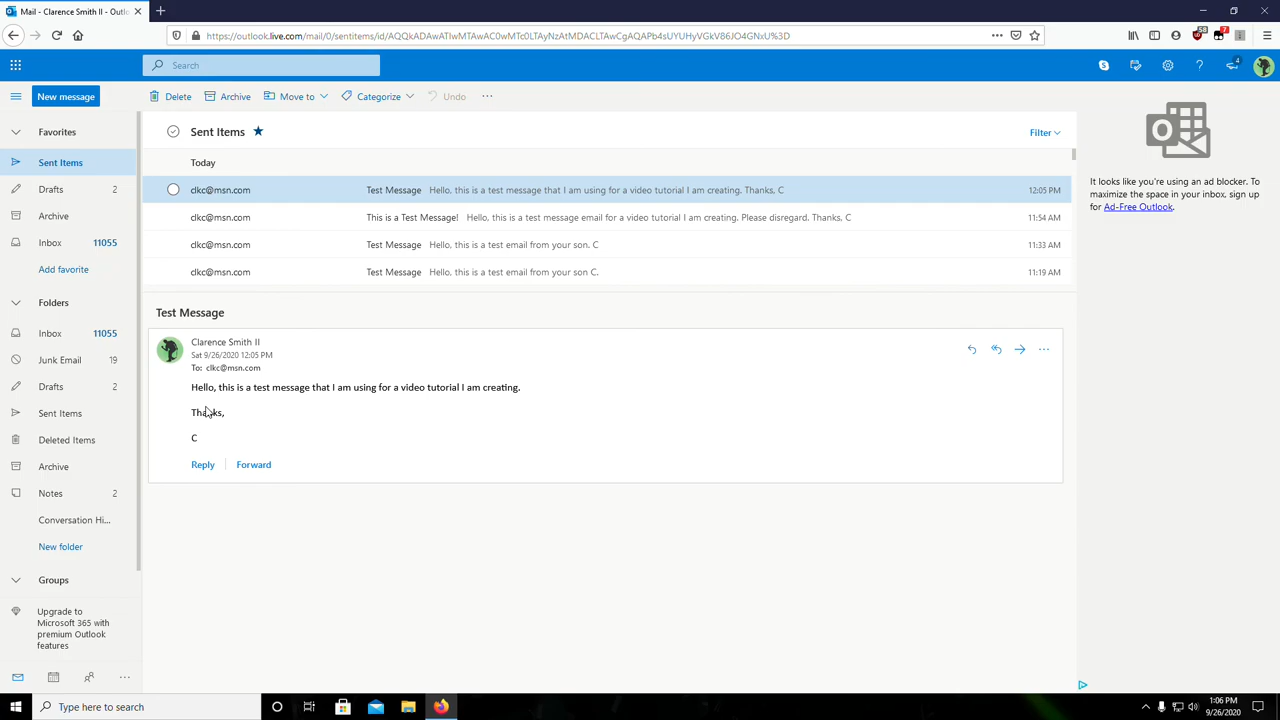 Mail - Clarence Smith II - Outlo
https://outlook.live.com/mail/0/sentitems/id/AQQkADAwATIwMTAwAC0wMTQ0LTAyNzAtMDACLTAwCgAQAPb4sUYUHyVGkV86JO4GNxU%3D
58
7
Search
4
New message
Delete
Archive
Move to
Categorize
Undo
Favorites
Sent Items
Drafts 2
Archive
Inbox 11055
Add favorite
Folders
Inbox 11055
Junk Email 19
Drafts 2
Sent Items
Deleted Items
Archive
Notes 2
Conversation Hi...
New folder
Groups
Upgrade to
Microsoft 365 with
premium Outlook
features
Sent Items
Filter
Today
clkc@msn.com Test Message Hello, this is a test message that I am using for a video tutorial I am creating. Thanks, C 12:05 PM
clkc@msn.com This is a Test Message! Hello, this is a test message email for a video tutorial I am creating. Please disregard. Thanks, C 11:54 AM
clkc@msn.com Test Message Hello, this is a test email from your son. C 11:33 AM
clkc@msn.com Test Message Hello, this is a test email from your son C. 11:19 AM
Test Message
Clarence Smith II
Sat 9/26/2020 12:05 PM
To: clkc@msn.com
Hello, this is a test message that I am using for a video tutorial I am creating.
Thanks,
C
Reply
Forward
It looks like you're using an ad blocker. To
maximize the space in your inbox, sign up
for Ad-Free Outlook.
Type here to search
1:06 PM
9/26/2020